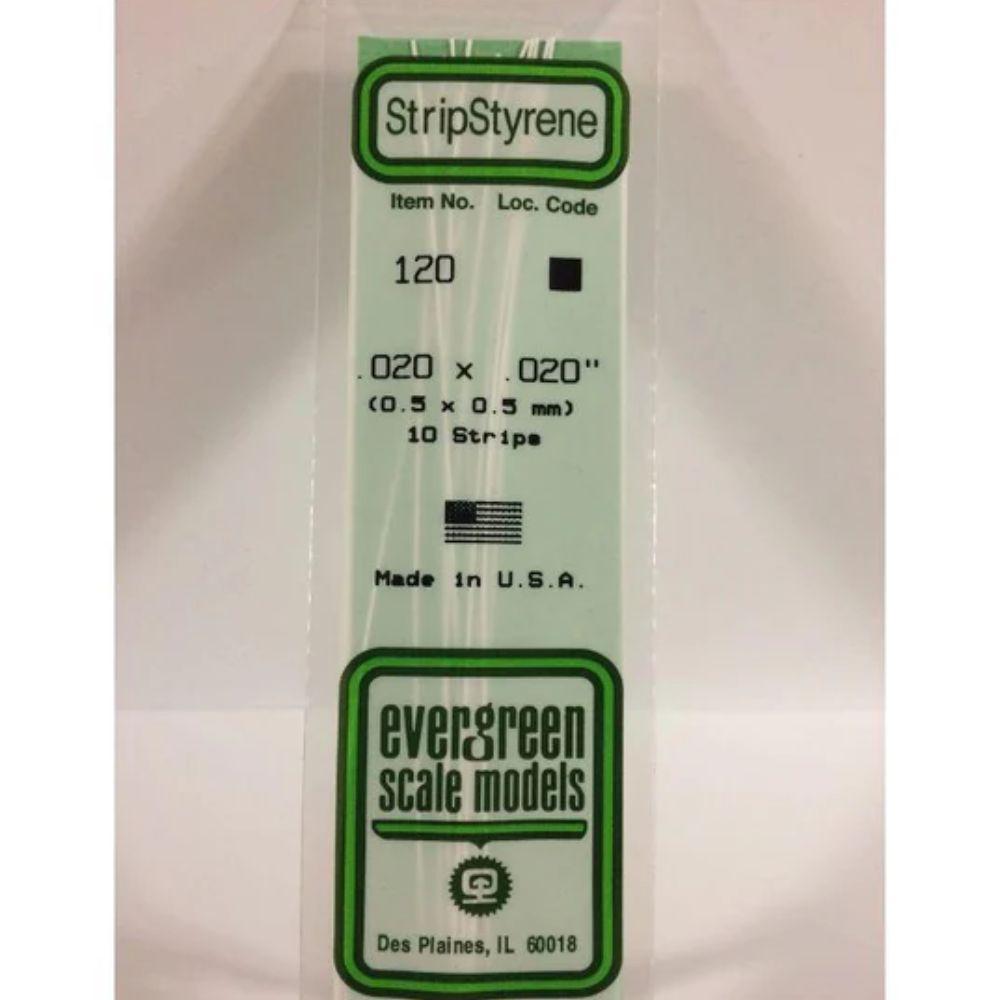 StripStyrene
Item No. Loc. Code
120
.020 x .020"
(0.5 x 0.5 mm)
10 Strips
Made in U.S.A.
evergreen
scale models
Des Plaines, IL 60018